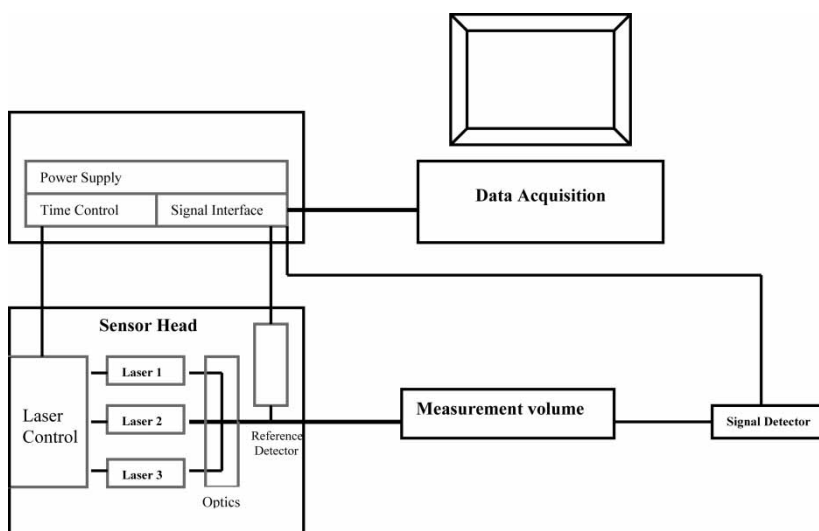 Power Supply
Time Control
Signal Interface
Data Acquisition
Sensor Head
Laser 1
Laser Control
Laser 2
Laser 3
Reference
Detector
Optics
Measurement volume
Signal Detector